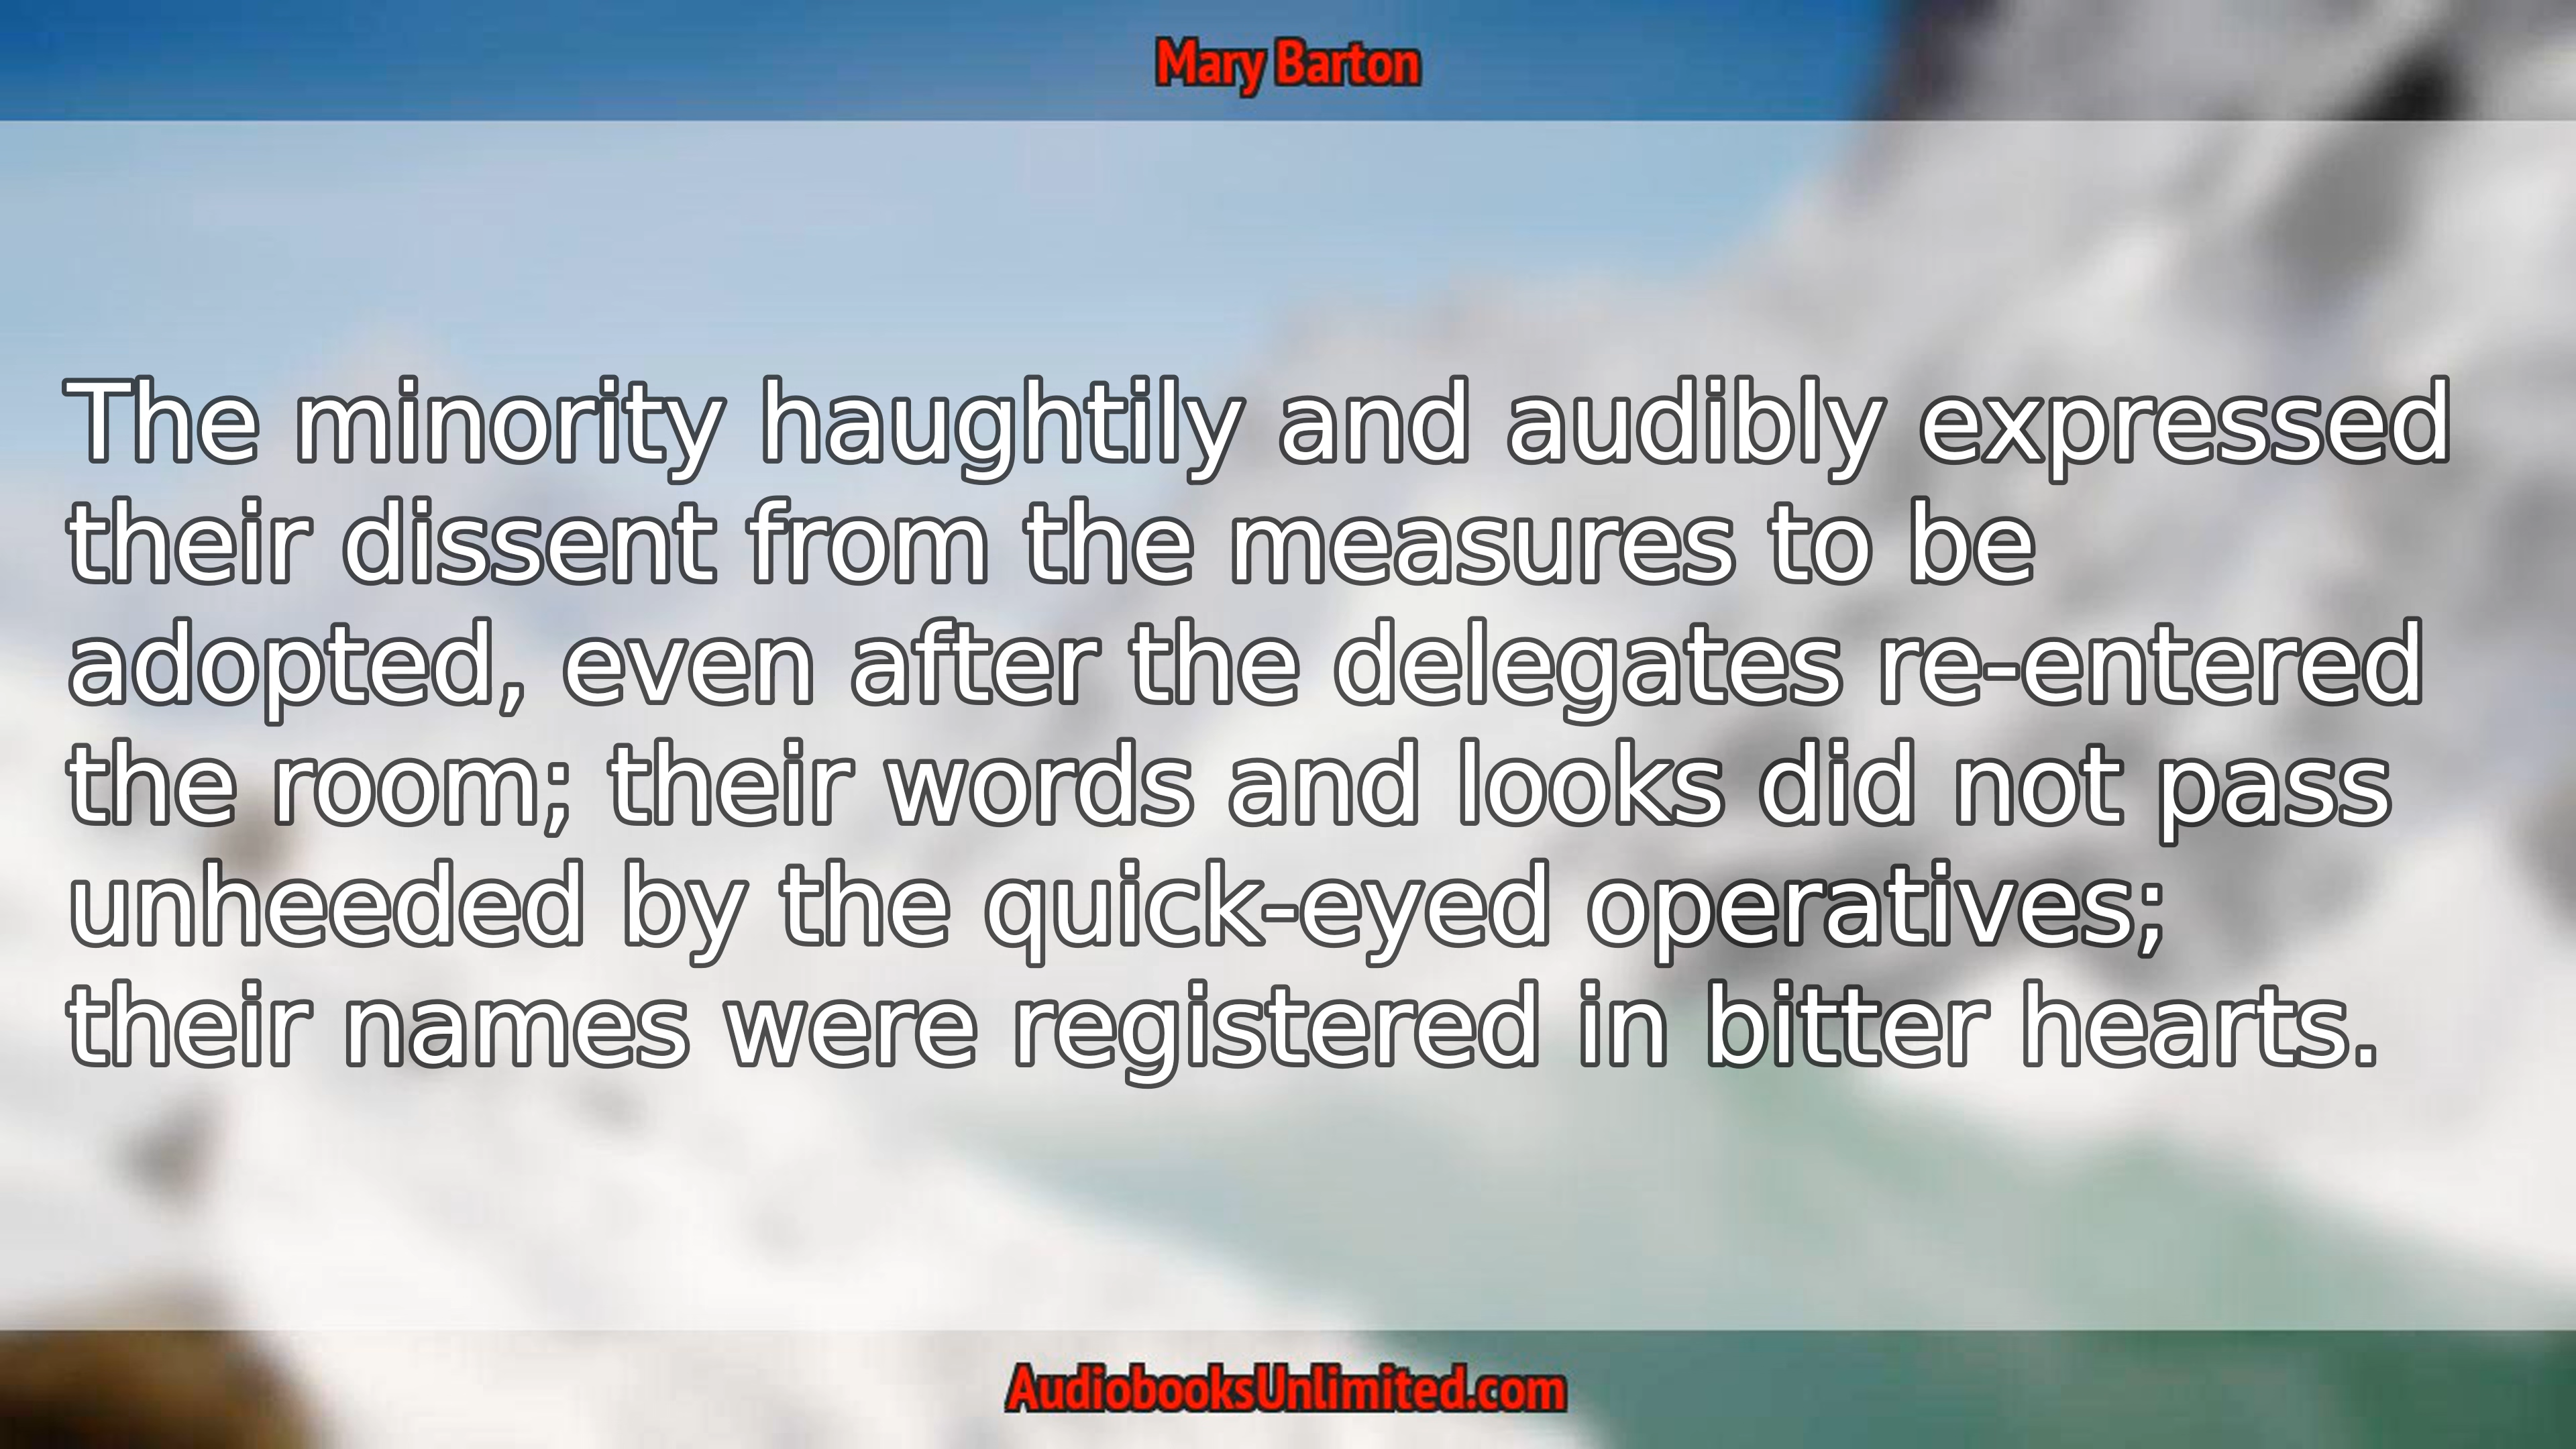 Mary Barton
The minority haughtily and audibly expressed
their dissent from the measures to be
adopted, even after the delegates re-entered
the room; their words and looks did not pass
unheeded by the quick-eyed operatives;
their names were registered in bitter hearts.
AudiobooksUnlimited.com